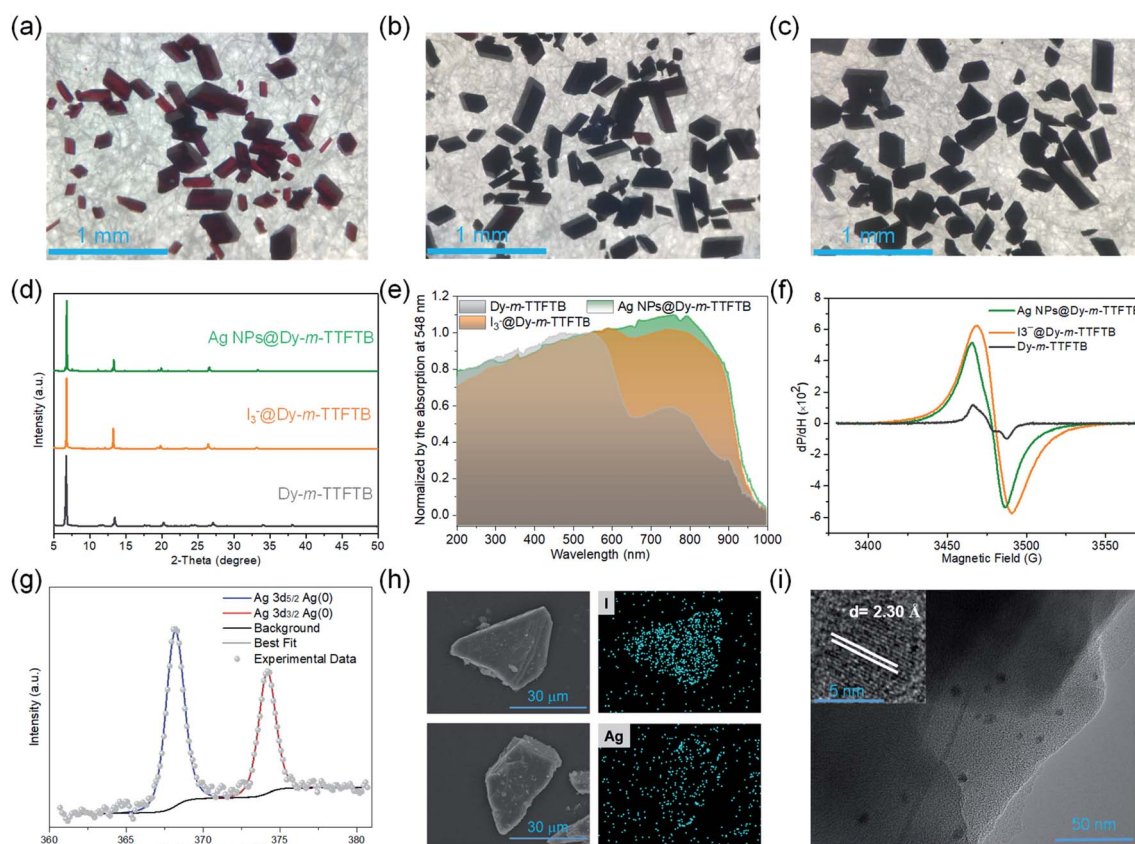 (a)
(b)
(c)
1 mm
1 mm
1 mm
(d)
Intensity (a.u.)
Ag NPs@Dy-m-TTFTB
I₃⁻@Dy-m-TTFTB
Dy-m-TTFTB
5 10 15 20 25 30 35 40 45 50
2-Theta (degree)
(e)
Normalized by the absorption at 548 nm
Dy-m-TTFTB
Ag NPs@Dy-m-TTFTB
I₃⁻@Dy-m-TTFTB
1.2
1.0
0.8
0.6
0.4
0.2
0.0
200 300 400 500 600 700 800 900 1000
Wavelength (nm)
(f)
dP/dH (×10²)
Ag NPs@Dy-m-TTFTB
I3⁻@Dy-m-TTFTB
Dy-m-TTFTB
8
6
4
2
0
-2
-4
-6
3400 3450 3500 3550
Magnetic Field (G)
(g)
Intensity (a.u.)
Ag 3d5/2 Ag(0)
Ag 3d3/2 Ag(0)
Background
Best Fit
Experimental Data
360 365 370 375 380
(h)
30 μm
I
30 μm
Ag
(i)
d= 2.30 Å
5 nm
50 nm